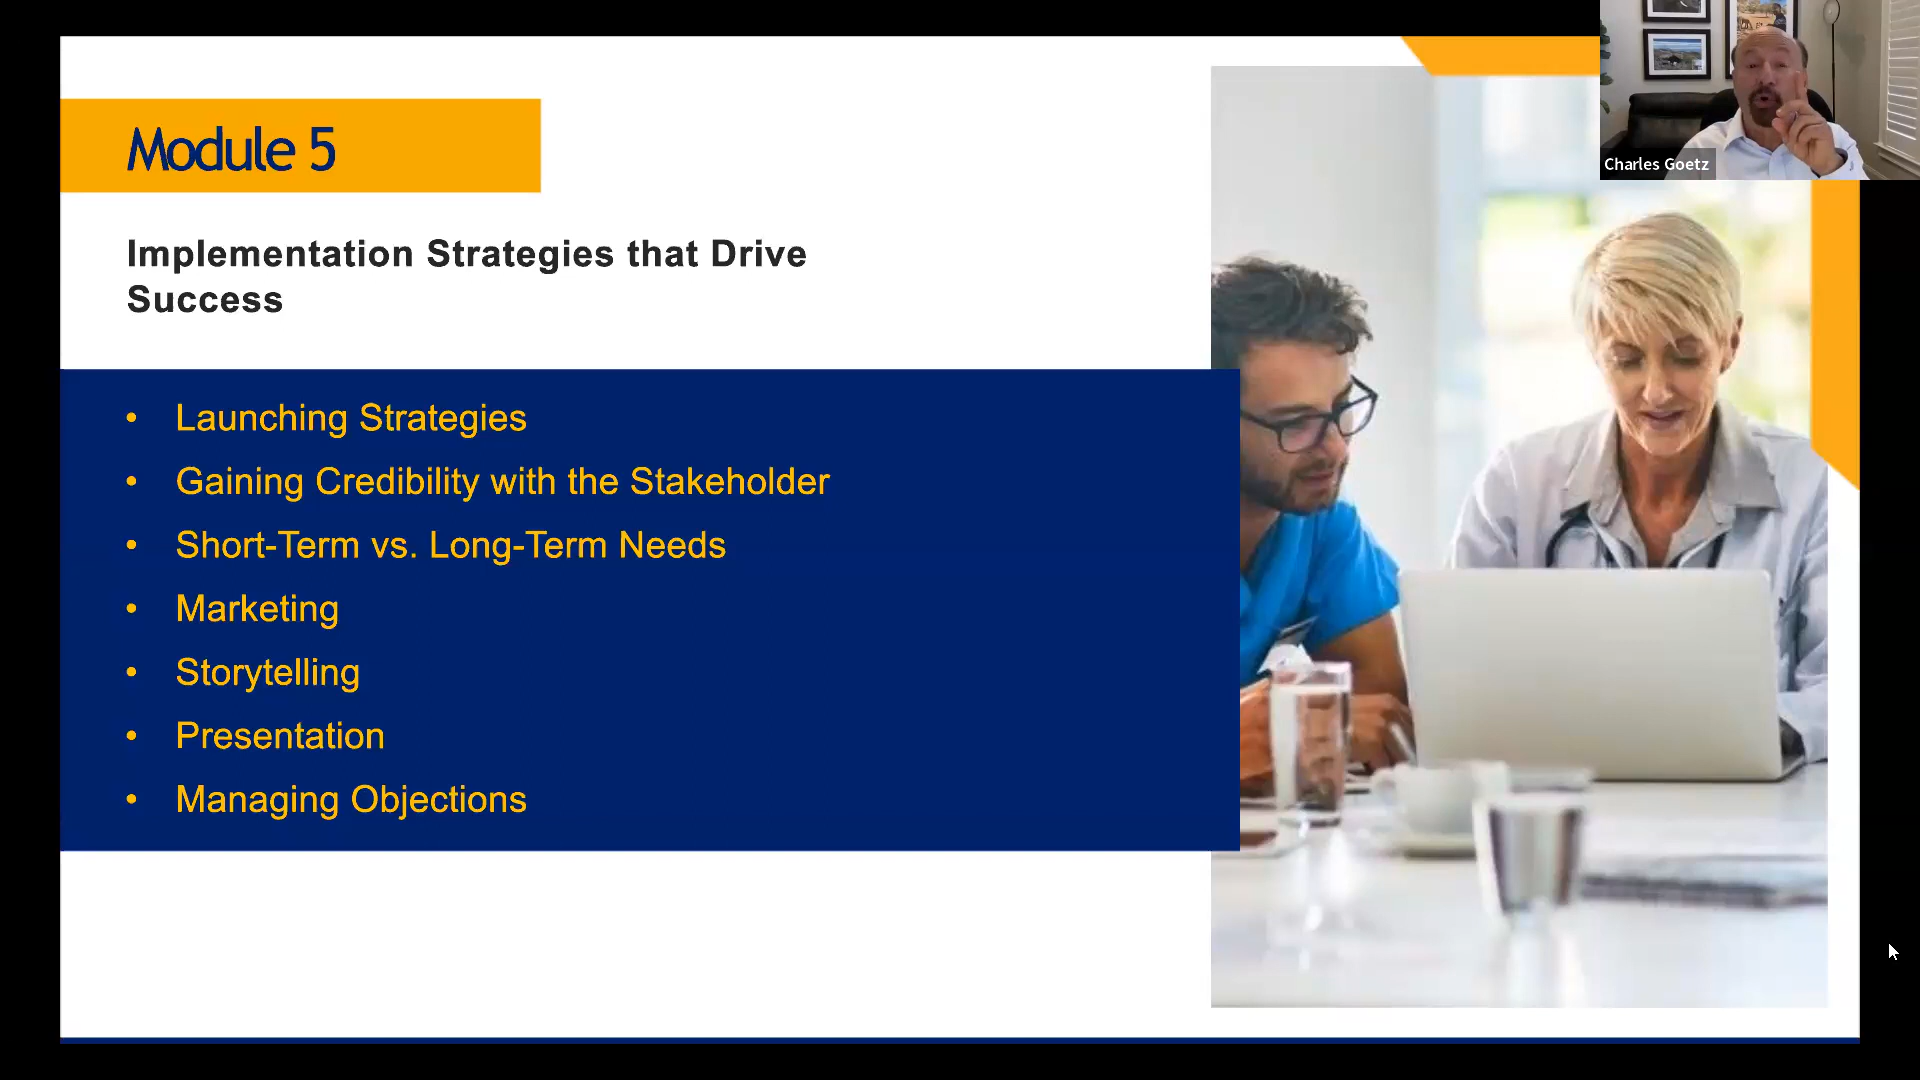 Module 5
Implementation Strategies that Drive
Success
• Launching Strategies
• Gaining Credibility with the Stakeholder
• Short-Term vs. Long-Term Needs
• Marketing
• Storytelling
• Presentation
• Managing Objections
Charles Goetz